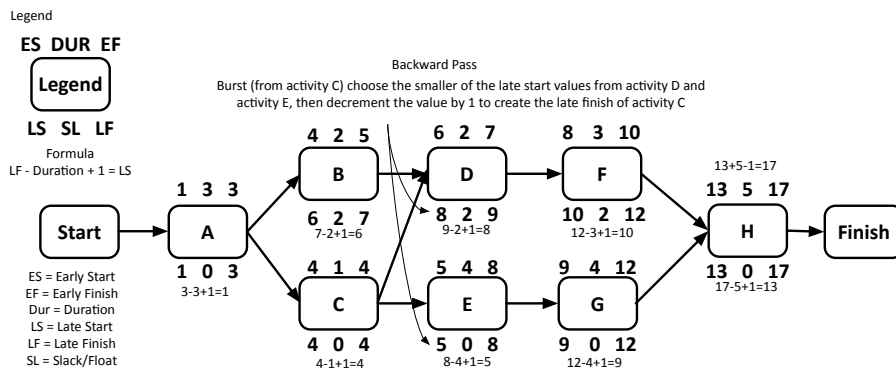 Legend
ES DUR EF
Legend
LS SL LF
Formula
LF - Duration + 1 = LS
Backward Pass
Burst (from activity C) choose the smaller of the late start values from activity D and
activity E, then decrement the value by 1 to create the late finish of activity C
4 2 5
B
6 2 7
7-2+1=6
6 2 7
D
8 2 9
9-2+1=8
8 3 10
F
10 2 12
12-3+1=10
Start
1 3 3
A
1 0 3
3-3+1=1
13+5-1=17
13 5 17
H
13 0 17
17-5+1=13
Finish
4 1 4
C
4 0 4
4-1+1=4
5 4 8
E
5 0 8
8-4+1=5
9 4 12
G
9 0 12
12-4+1=9
ES = Early Start
EF = Early Finish
Dur = Duration
LS = Late Start
LF = Late Finish
SL = Slack/Float